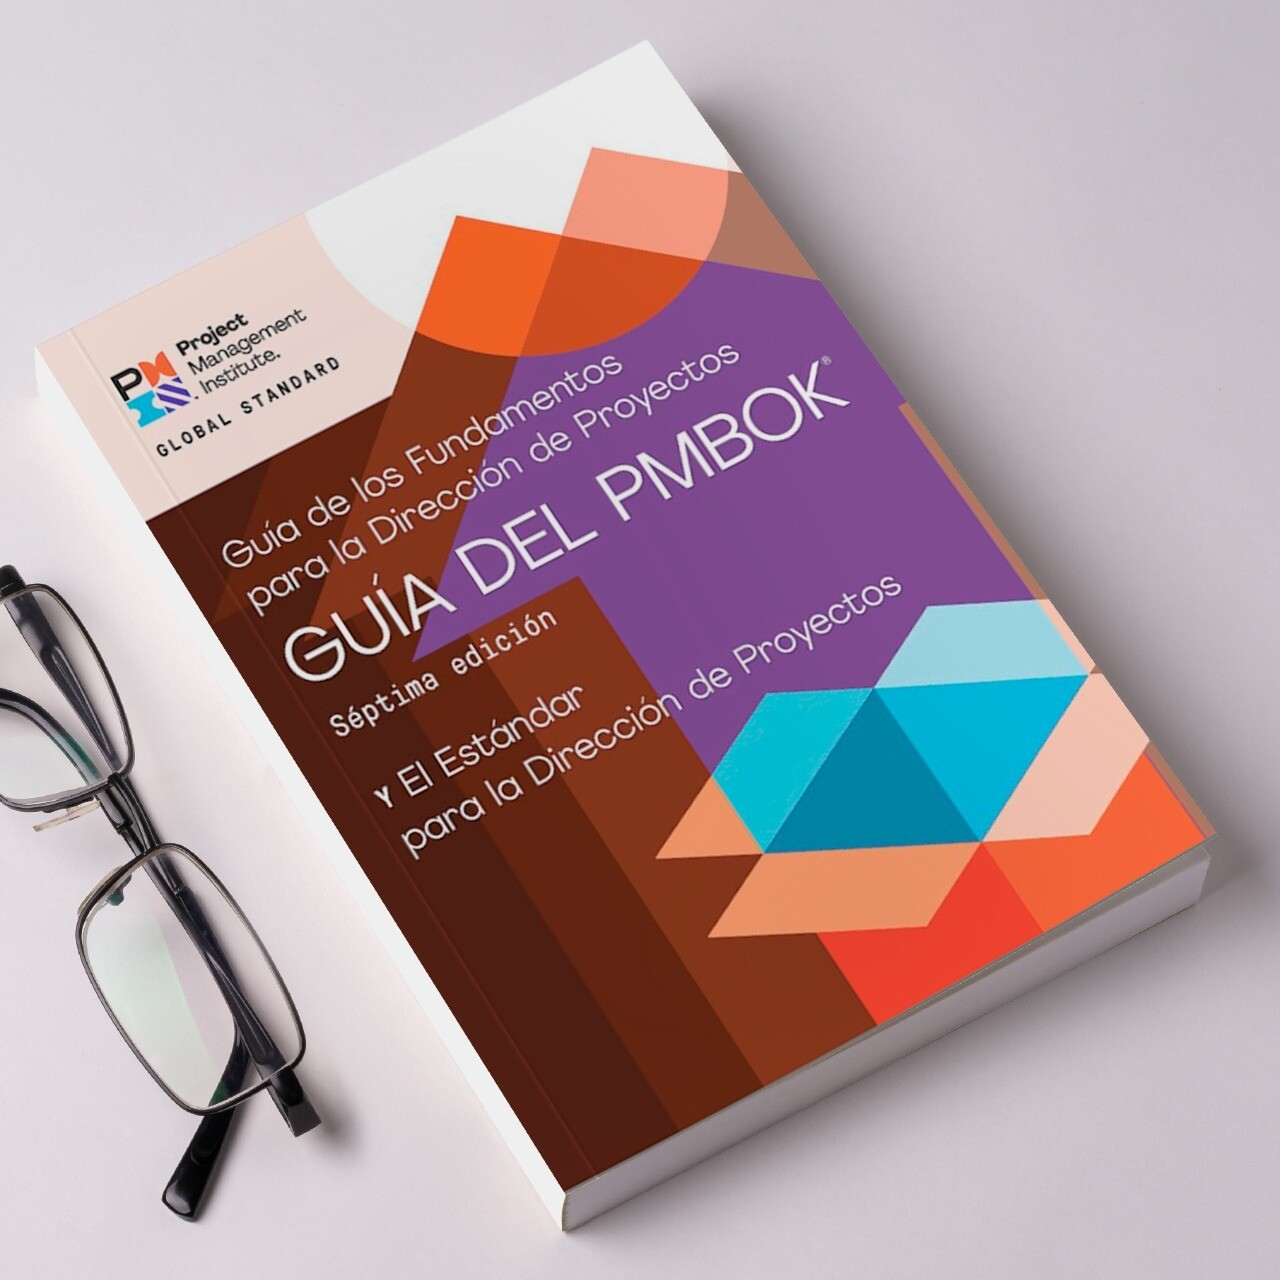 Project
Management
Institute.
GLOBAL STANDARD
Guía de los Fundamentos
para la Dirección de Proyectos
GUÍA DEL PMBOK®
Séptima edición
Y El Estándar
para la Dirección de Proyectos